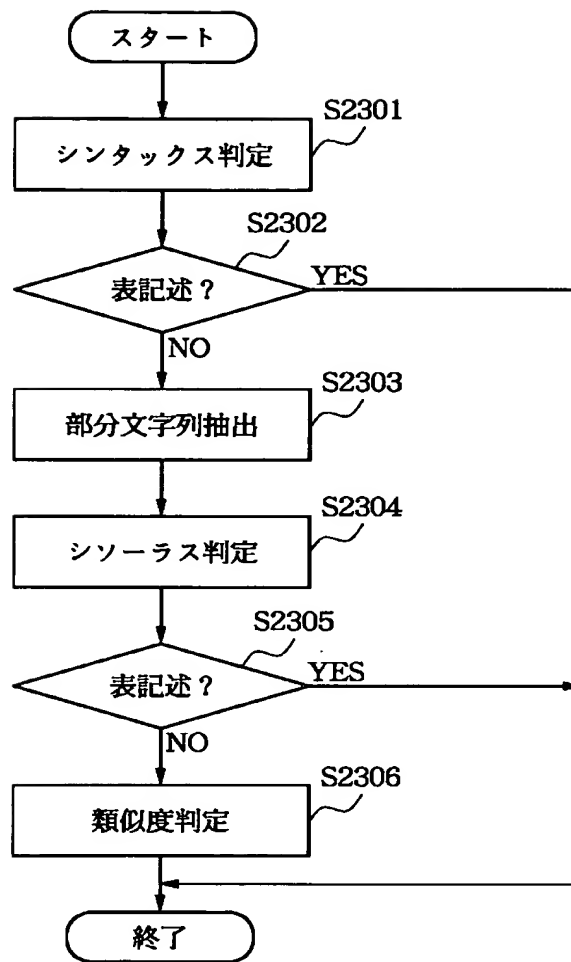 スタート
S2301
シンタックス判定
S2302
表記述?
YES
NO
S2303
部分文字列抽出
S2304
シソーラス判定
S2305
表記述?
YES
NO
S2306
類似度判定
終了